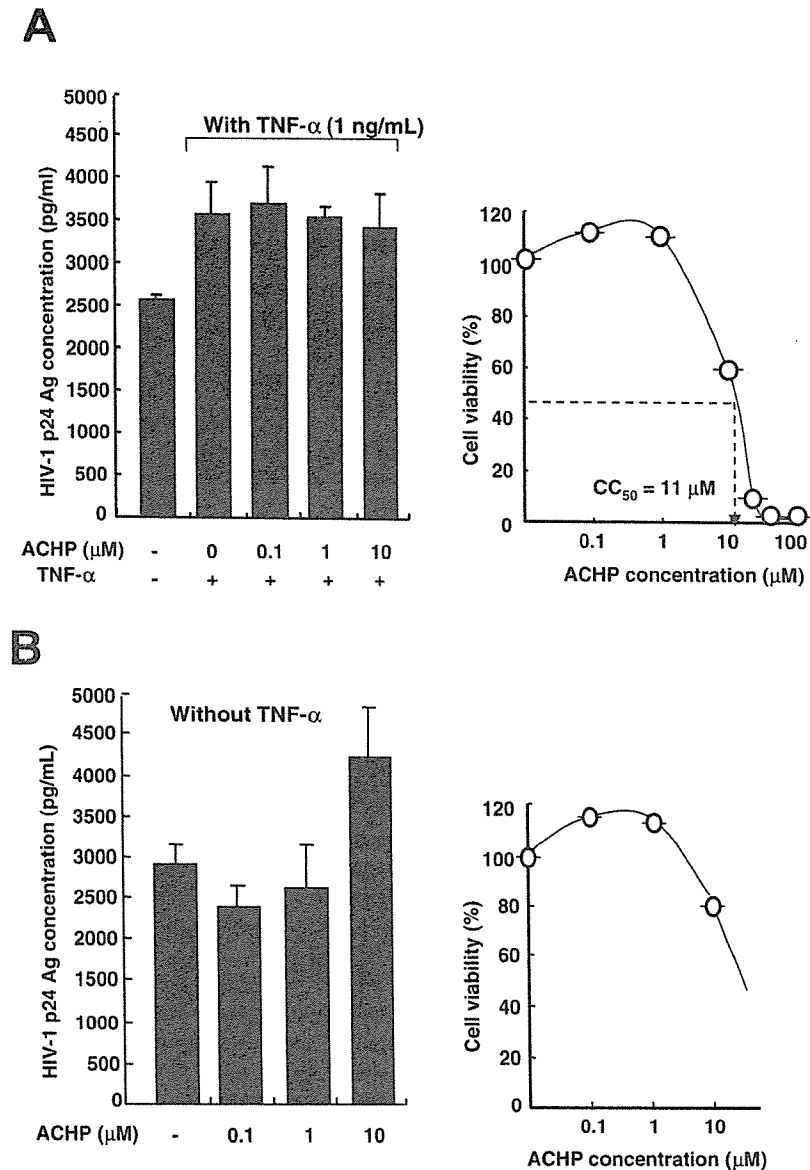 A
5000
4500
4000
3500
3000
2500
2000
1500
1000
500
0
HIV-1 p24 Ag concentration (pg/ml)
With TNF-α (1 ng/mL)
ACHP (μM) - 0 0.1 1 10
TNF-α - + + + +
120
100
80
60
40
20
0
Cell viability (%)
CC50 = 11 μM
0.1 1 10 100
ACHP concentration (μM)
B
5000
4500
4000
3500
3000
2500
2000
1500
1000
500
0
HIV-1 p24 Ag concentration (pg/mL)
Without TNF-α
ACHP (μM) - 0.1 1 10
120
100
80
60
40
20
0
Cell viability (%)
0.1 1 10
ACHP concentration (μM)